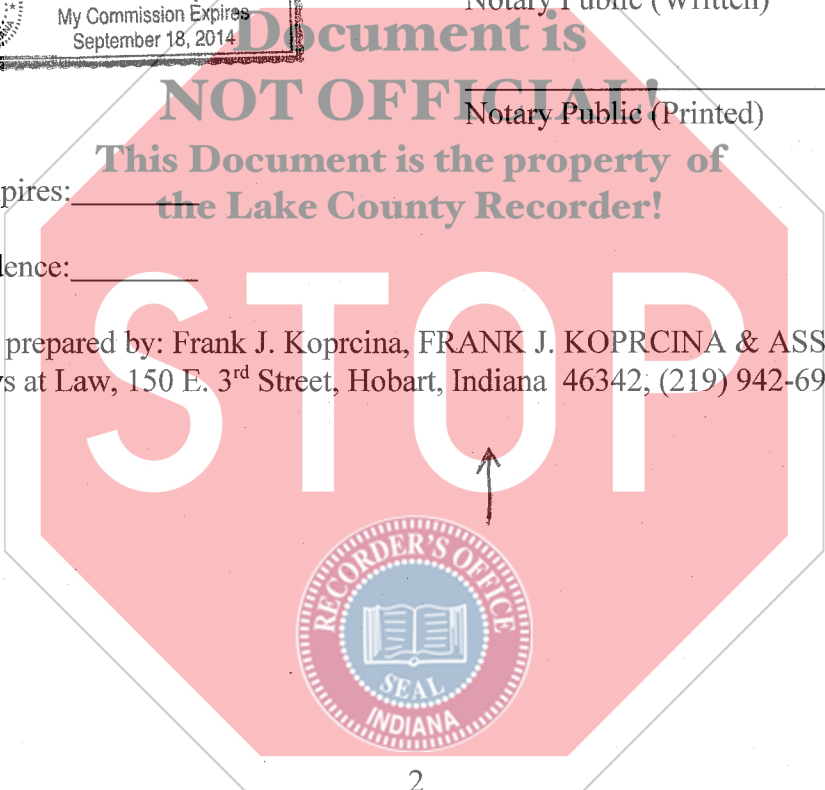 My Commission Expires
September 18, 2014
Notary Public (Written)
Document is
NOT OFFICIAL!
Notary Public (Printed)
This Document is the property of
the Lake County Recorder!
pires:
dence:
prepared by: Frank J. Koprcina, FRANK J. KOPRCINA & ASS
s at Law, 150 E. 3rd Street, Hobart, Indiana 46342, (219) 942-69
STOP
RECORDER'S OFFICE
SEAL
INDIANA
2